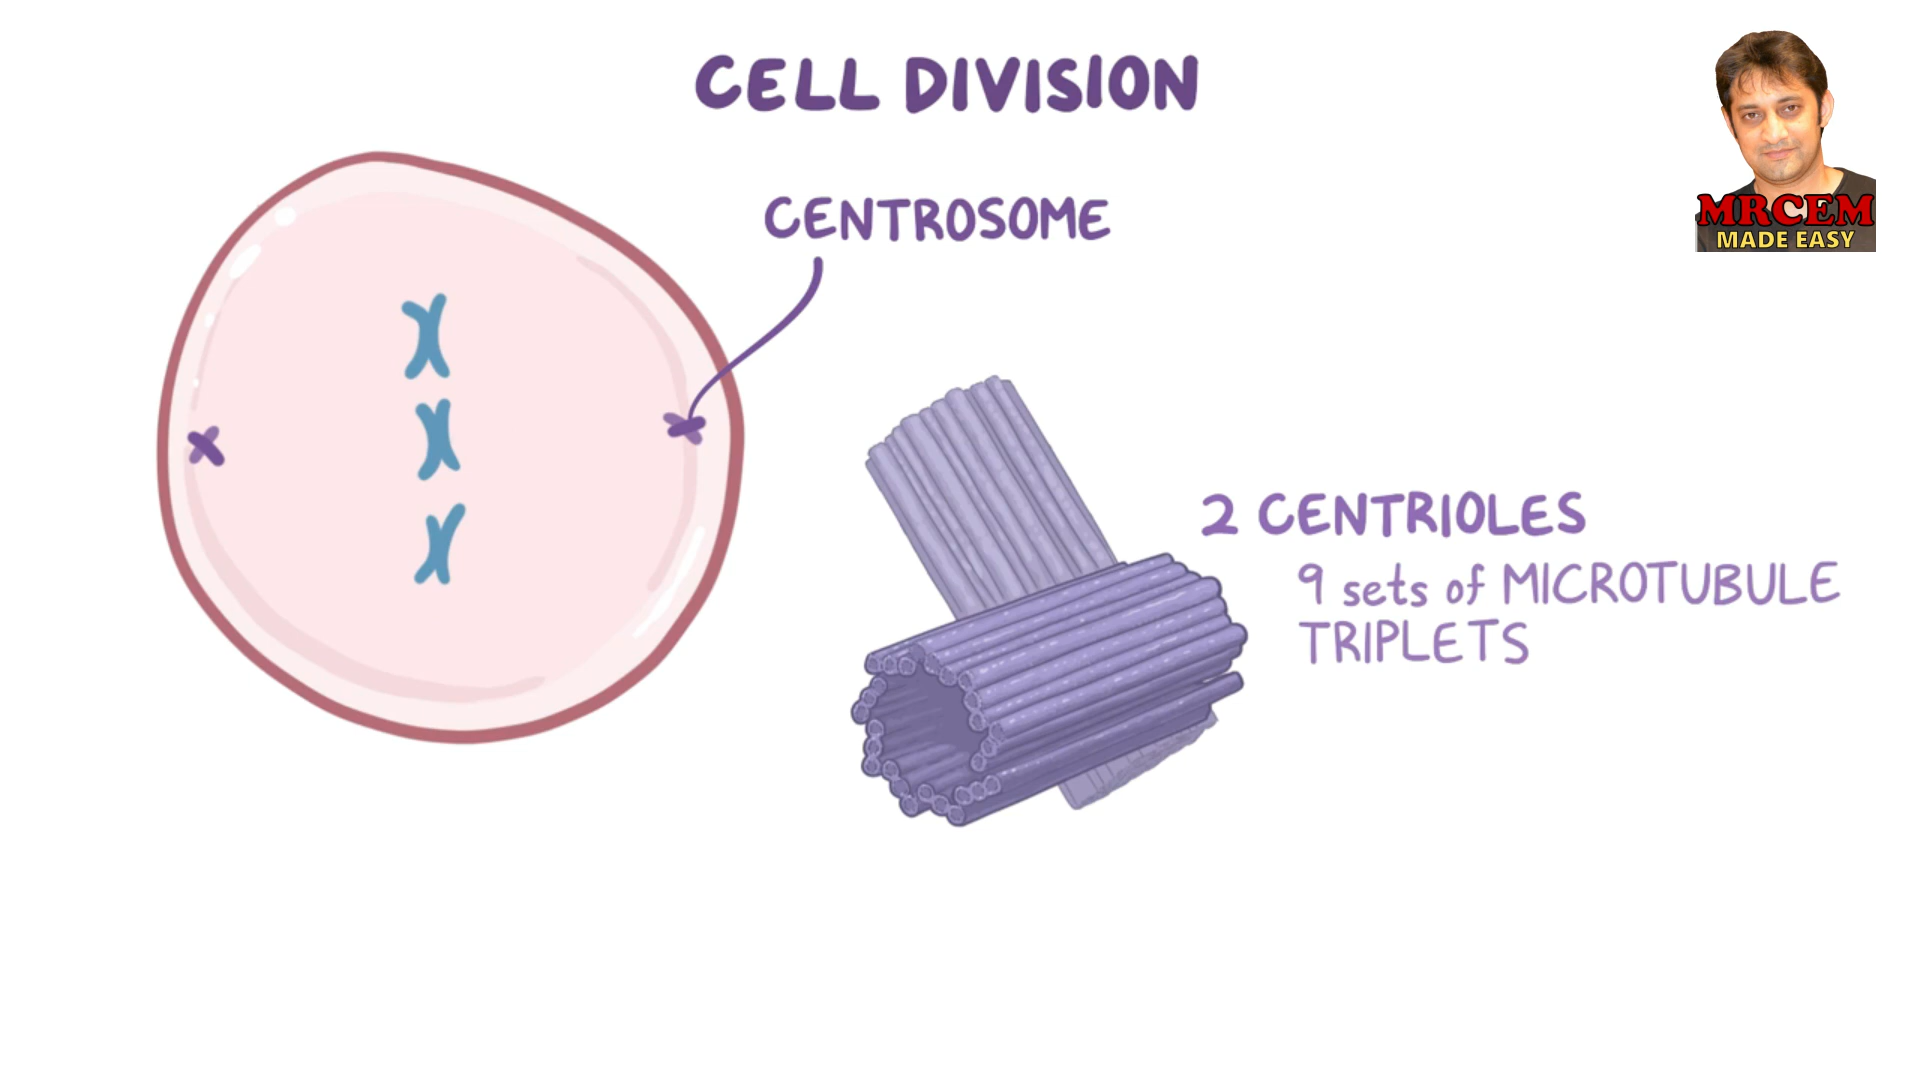 CELL DIVISION
CENTROSOME
2 CENTRIOLES
9 sets of MICROTUBULE
TRIPLETS
MRCEM
MADE EASY